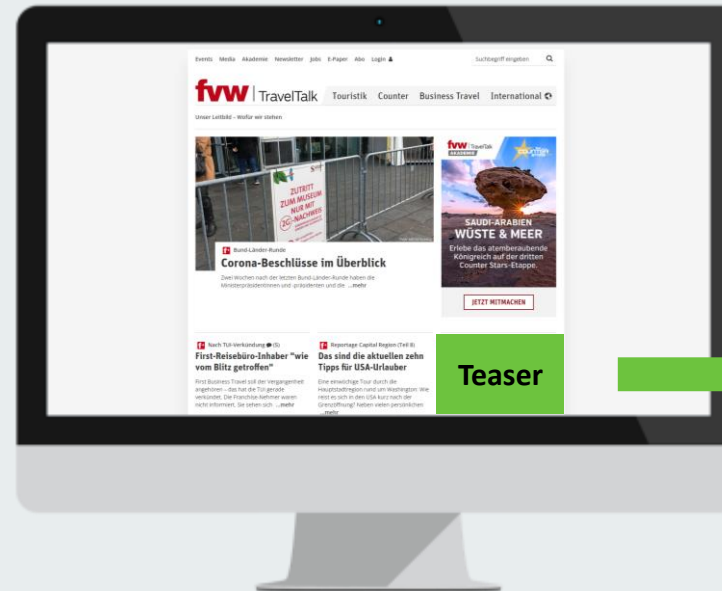 Events Media Akademie Newsletter Jobs E-Paper Abo Login
Suchbegriff eingeben
fvw | TravelTalk
Touristik Counter Business Travel International
Unser Leitbild – Wofür wir stehen
ZUTRITT
ZUM MUSEUM
NUR MIT
2G-NACHWEIS
Bund-Länder-Runde
Corona-Beschlüsse im Überblick
Zwei Wochen nach der letzten Bund-Länder-Runde haben die
Ministerpräsidentinnen und -präsidenten und die ...mehr
fvw TravelTalk
AKADEMIE
SAUDI-ARABIEN
WÜSTE & MEER
Erlebe das atemberaubende
Königreich auf der dritten
Counter Stars-Etappe.
JETZT MITMACHEN
Nach TUI-Verkündung (5)
First-Reisebüro-Inhaber "wie
vom Blitz getroffen"
First Business Travel soll der Vergangenheit
angehören – das hat die TUI gerade
verkündet. Die Franchise-Nehmer waren
nicht informiert. Sie sehen sich ...mehr
Reportage Capital Region (Teil 8)
Das sind die aktuellen zehn
Tipps für USA-Urlauber
Eine einwöchige Tour durch die
Hauptstadtregion rund um Washington: Wie
reist es sich in den USA kurz nach der
Grenzöffnung? Neben vielen persönlichen
...mehr
Teaser